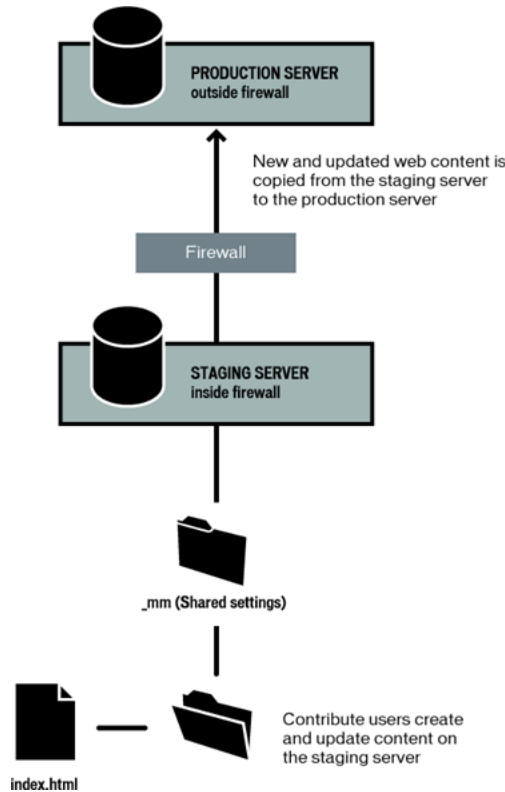 PRODUCTION SERVER
outside firewall
New and updated web content is
copied from the staging server
to the production server
Firewall
STAGING SERVER
inside firewall
_mm (Shared settings)
Contribute users create
and update content on
the staging server
index.html